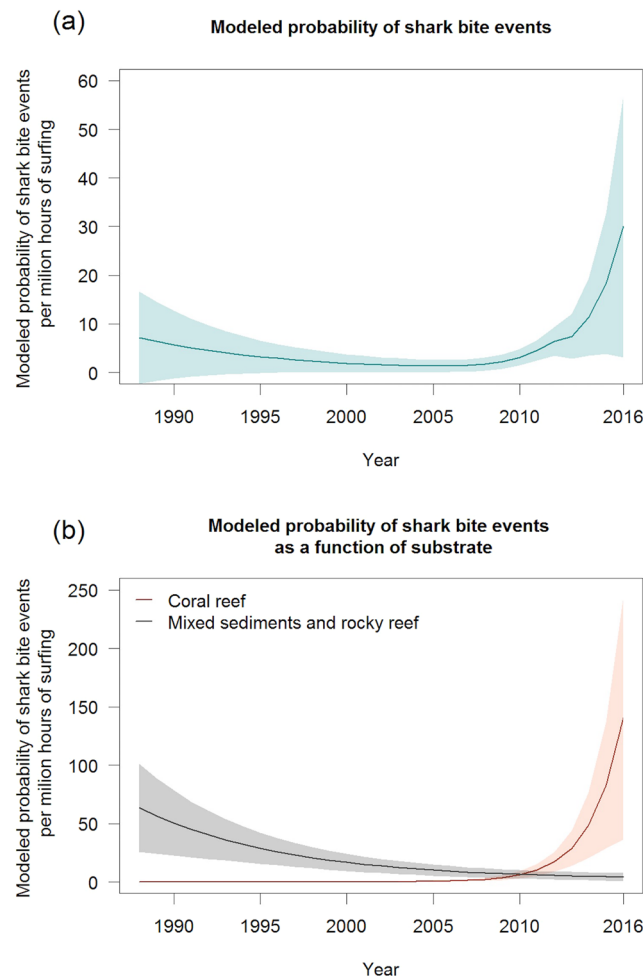 (a)
Modeled probability of shark bite events
Modeled probability of shark bite events
per milion hours of surfing
60
50
40
30
20
10
0
1990
1995
2000
2005
2010
2016
Year
(b)
Modeled probability of shark bite events
as a function of substrate
Modeled probability of shark bite events
per milion hours of surfing
250
200
150
100
50
0
Coral reef
Mixed sediments and rocky reef
1990
1995
2000
2005
2010
2016
Year